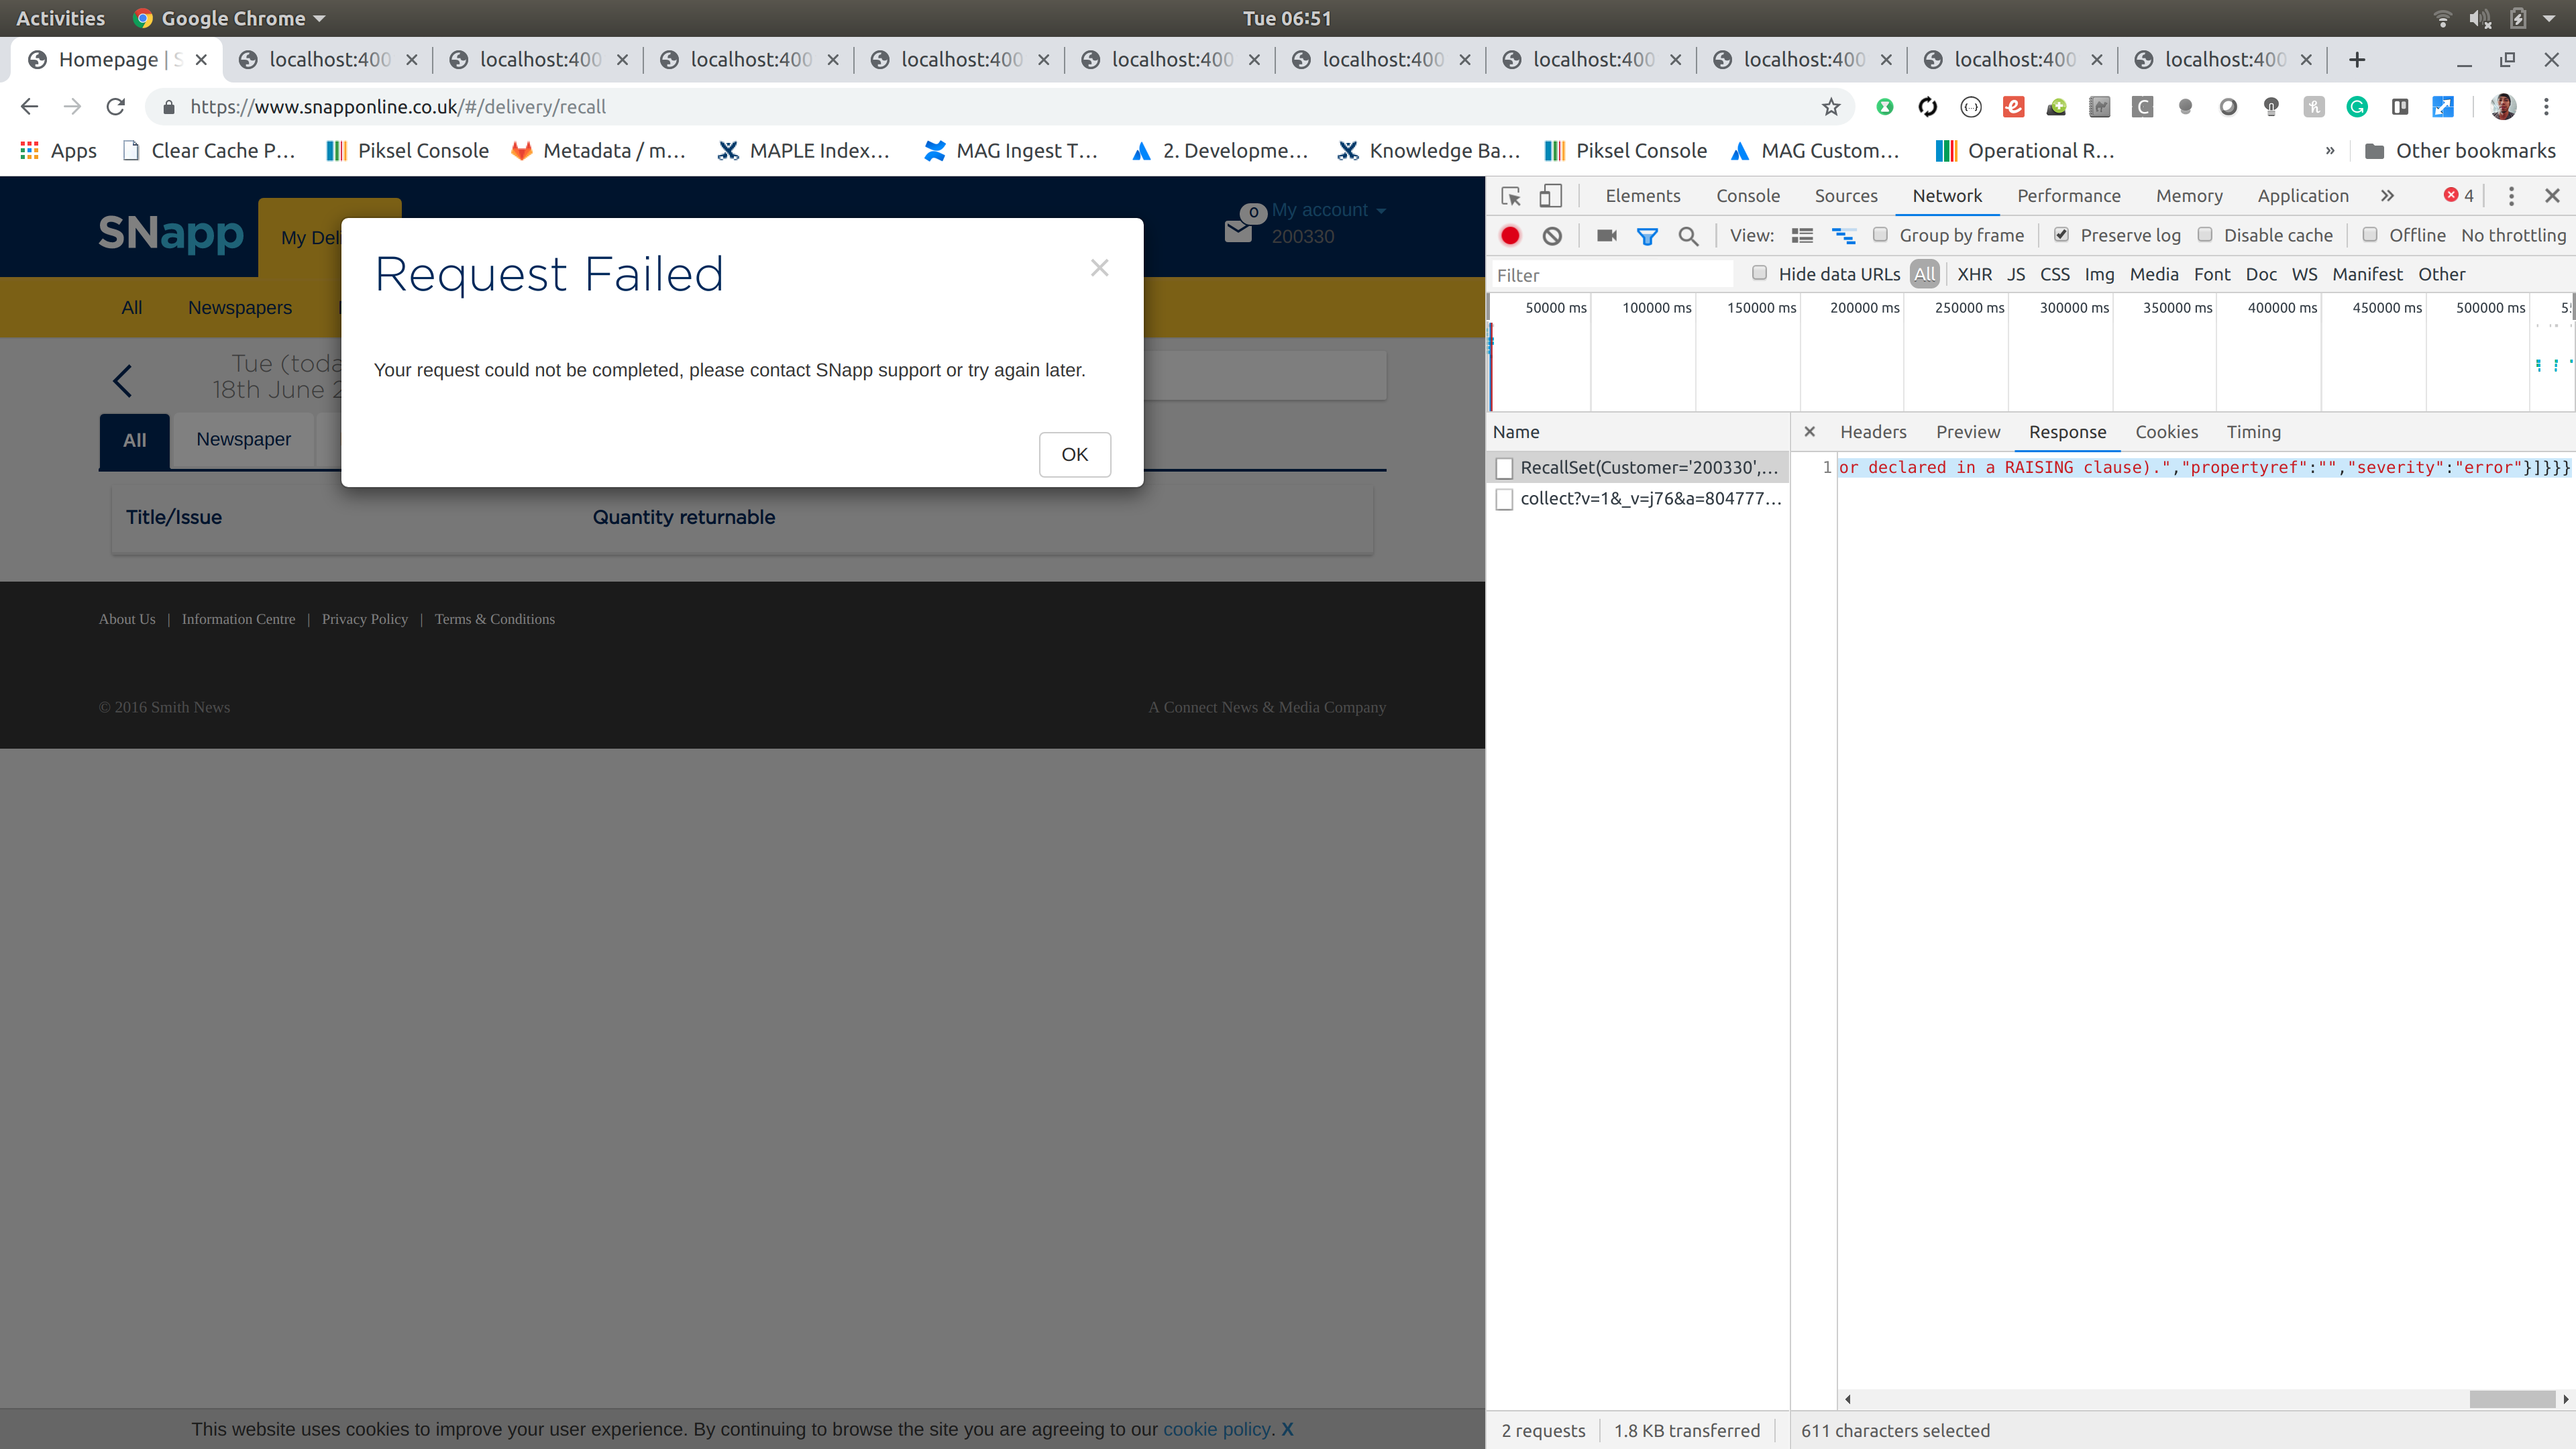 Activities Google Chrome Tue 06:51
Homepage | S localhost:400 localhost:400 localhost:400 localhost:400 localhost:400 localhost:400 localhost:400 localhost:400 localhost:400 localhost:400
https://www.snapponline.co.uk/#/delivery/recall
Apps Clear Cache P... Piksel Console Metadata / m... MAPLE Index... MAG Ingest T... 2. Developme... Knowledge Ba... Piksel Console MAG Custom... Operational R... » Other bookmarks
SNapp My Deli 0 My account
200330
All Newspapers
Request Failed
Your request could not be completed, please contact SNapp support or try again later.
OK
Tue (toda
18th June 2
All Newspaper
Title/Issue Quantity returnable
About Us | Information Centre | Privacy Policy | Terms & Conditions
© 2016 Smith News A Connect News & Media Company
This website uses cookies to improve your user experience. By continuing to browse the site you are agreeing to our cookie policy. X
Elements Console Sources Network Performance Memory Application » 4
View: Group by frame Preserve log Disable cache Offline No throttling
Filter Hide data URLs All XHR JS CSS Img Media Font Doc WS Manifest Other
50000 ms 100000 ms 150000 ms 200000 ms 250000 ms 300000 ms 350000 ms 400000 ms 450000 ms 500000 ms 5
Name Headers Preview Response Cookies Timing
RecallSet(Customer='200330',...
collect?v=1&_v=j76&a=804777...
1 or declared in a RAISING clause).","propertyref":"","severity":"error"}]}}}
2 requests 1.8 KB transferred 611 characters selected